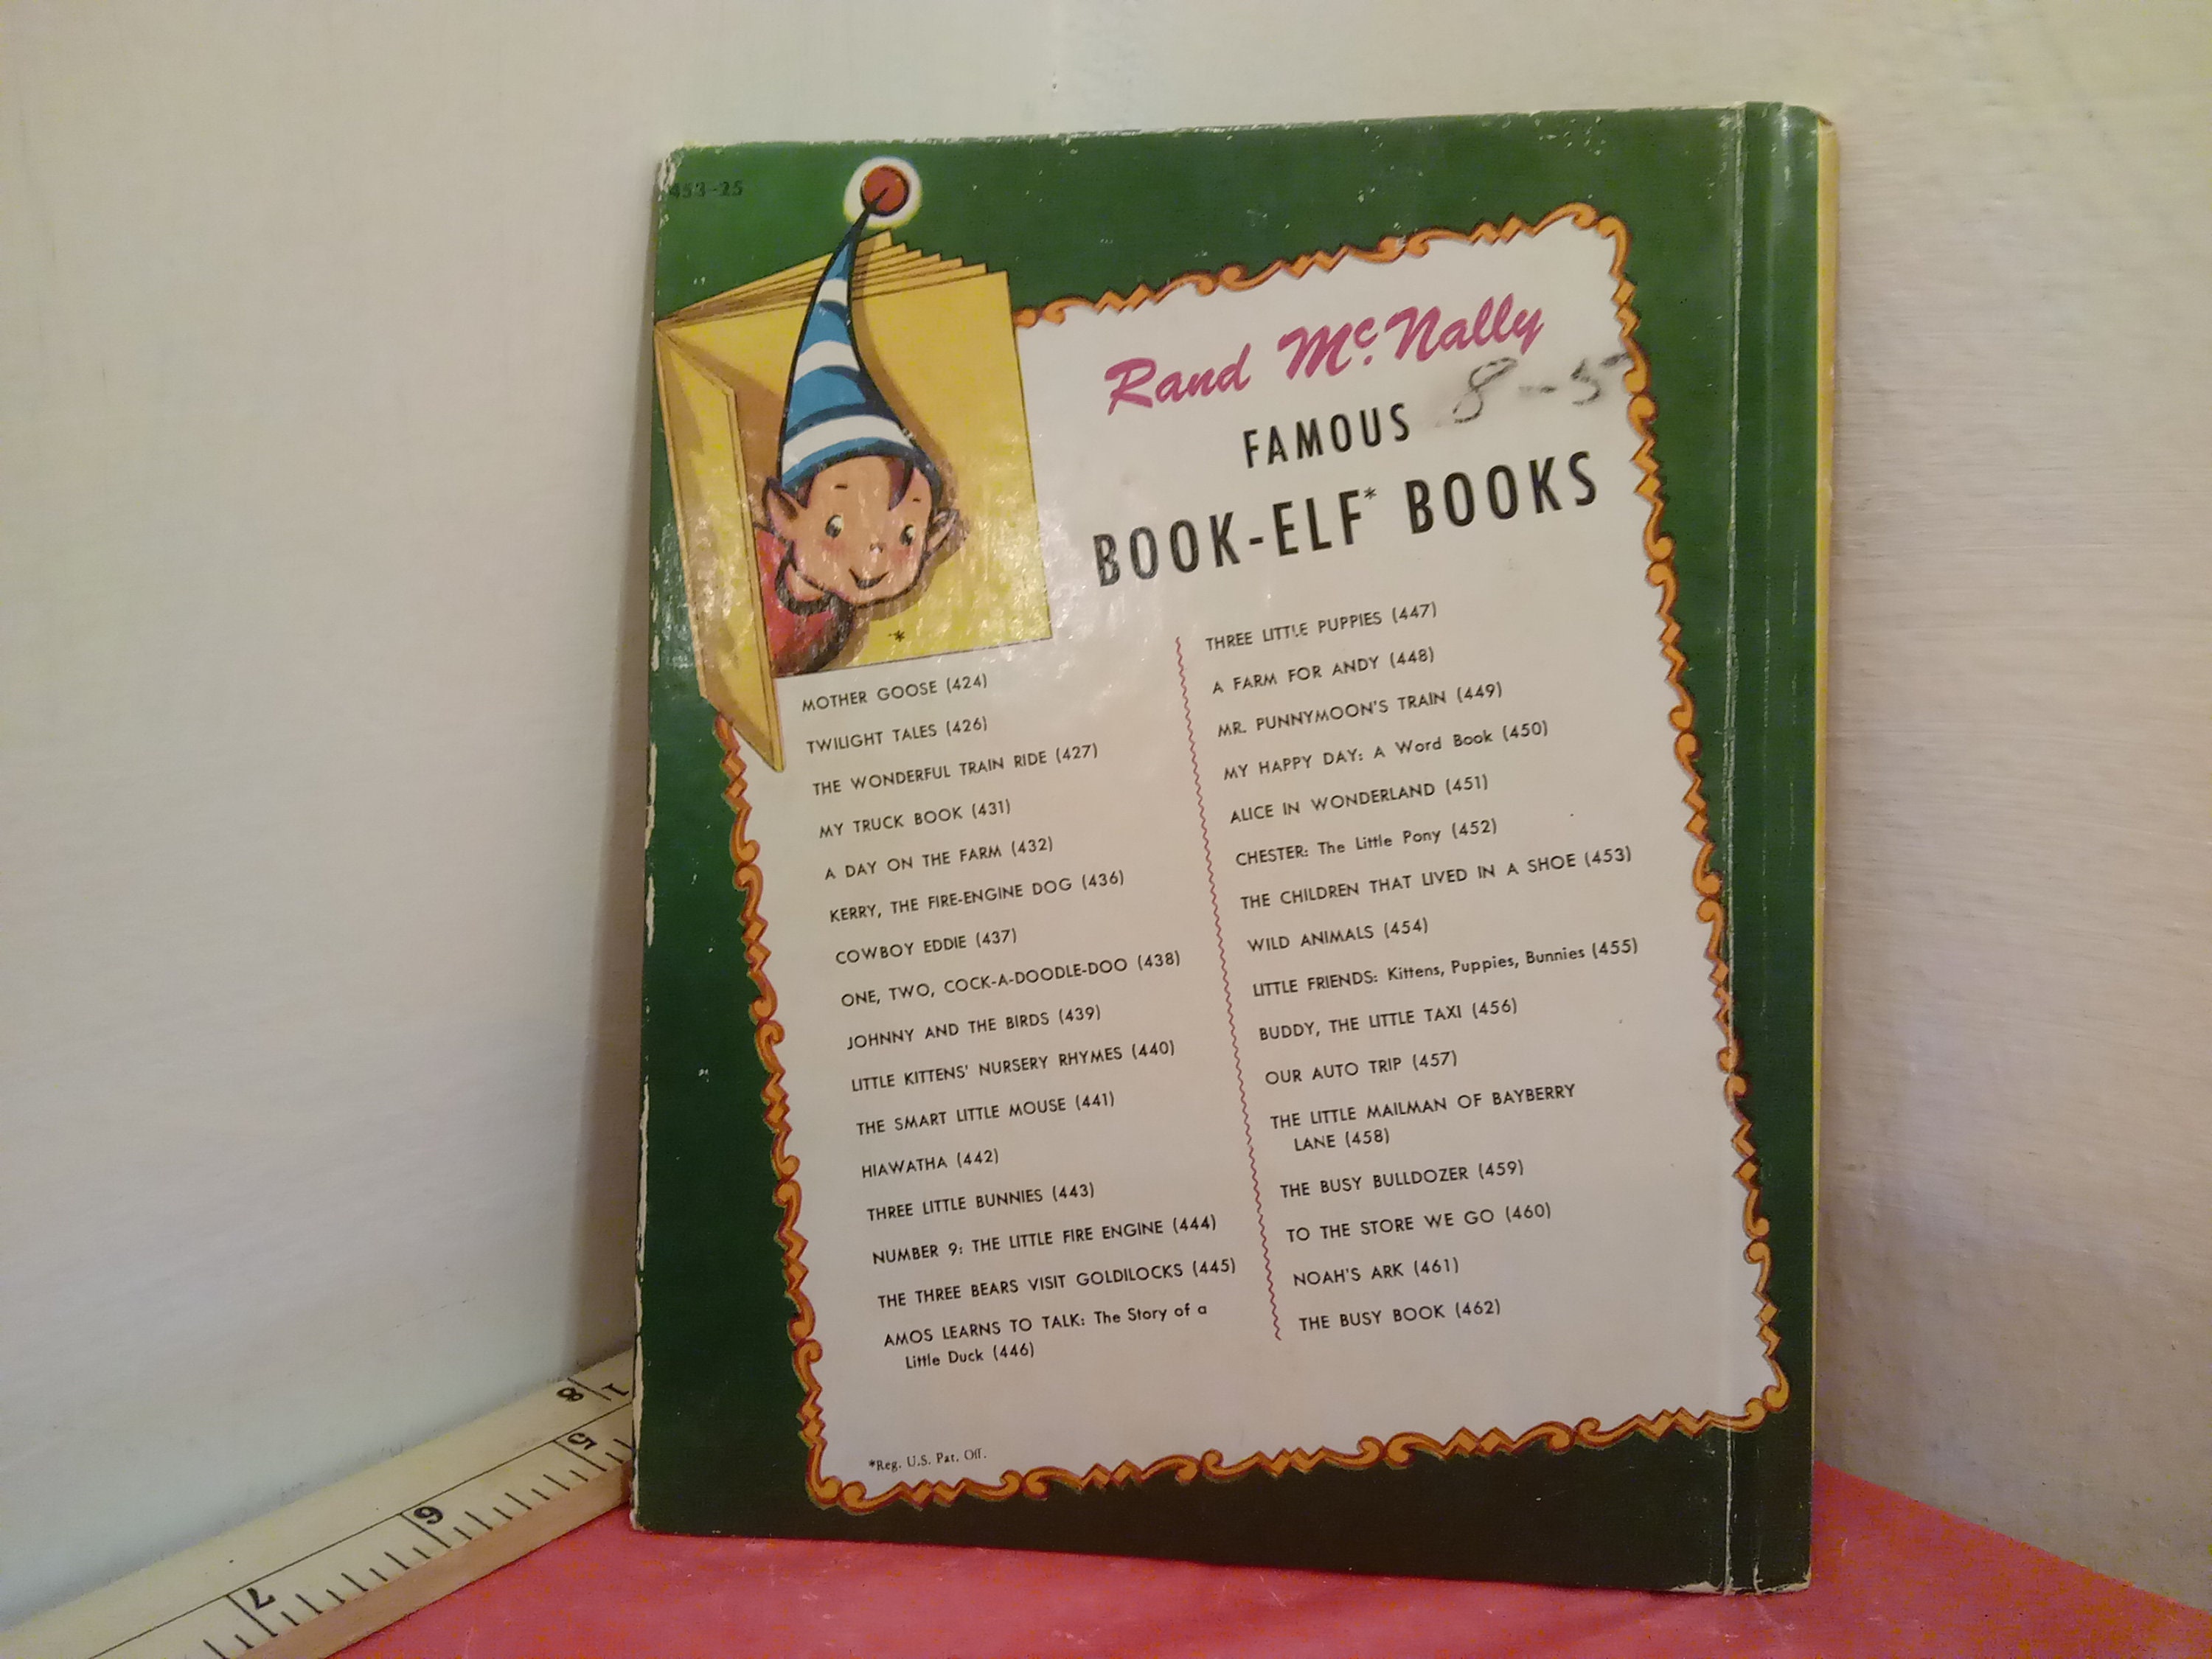 453-25
Rand McNally
FAMOUS
8-5
BOOK-ELF* BOOKS
*
MOTHER GOOSE (424)
TWILIGHT TALES (426)
THE WONDERFUL TRAIN RIDE (427)
MY TRUCK BOOK (431)
A DAY ON THE FARM (432)
KERRY, THE FIRE-ENGINE DOG (436)
COWBOY EDDIE (437)
ONE, TWO, COCK-A-DOODLE-DOO (438)
JOHNNY AND THE BIRDS (439)
LITTLE KITTENS' NURSERY RHYMES (440)
THE SMART LITTLE MOUSE (441)
HIAWATHA (442)
THREE LITTLE BUNNIES (443)
NUMBER 9: THE LITTLE FIRE ENGINE (444)
THE THREE BEARS VISIT GOLDILOCKS (445)
AMOS LEARNS TO TALK: The Story of a
Little Duck (446)
THREE LITTLE PUPPIES (447)
A FARM FOR ANDY (448)
MR. PUNNYMOON'S TRAIN (449)
MY HAPPY DAY: A Word Book (450)
ALICE IN WONDERLAND (451)
CHESTER: The Little Pony (452)
THE CHILDREN THAT LIVED IN A SHOE (453)
WILD ANIMALS (454)
LITTLE FRIENDS: Kittens, Puppies, Bunnies (455)
BUDDY, THE LITTLE TAXI (456)
OUR AUTO TRIP (457)
THE LITTLE MAILMAN OF BAYBERRY
LANE (458)
THE BUSY BULLDOZER (459)
TO THE STORE WE GO (460)
NOAH'S ARK (461)
THE BUSY BOOK (462)
*Reg. U.S. Pat. Off.
8 1
5
6
7